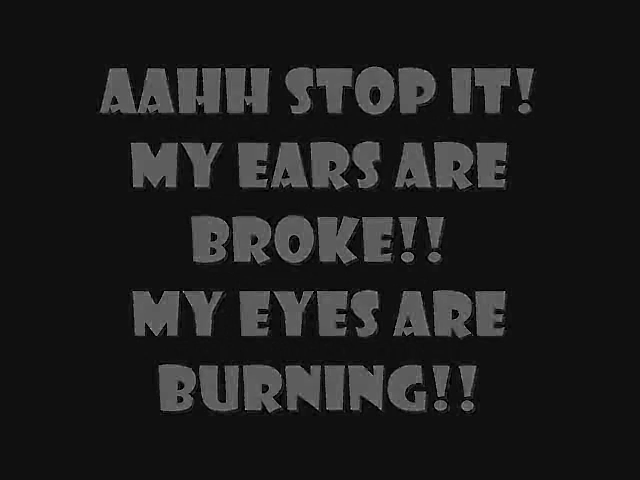 AAHH STOP IT!
MY EARS ARE
BROKE!!
MY EYES ARE
BURNING!!